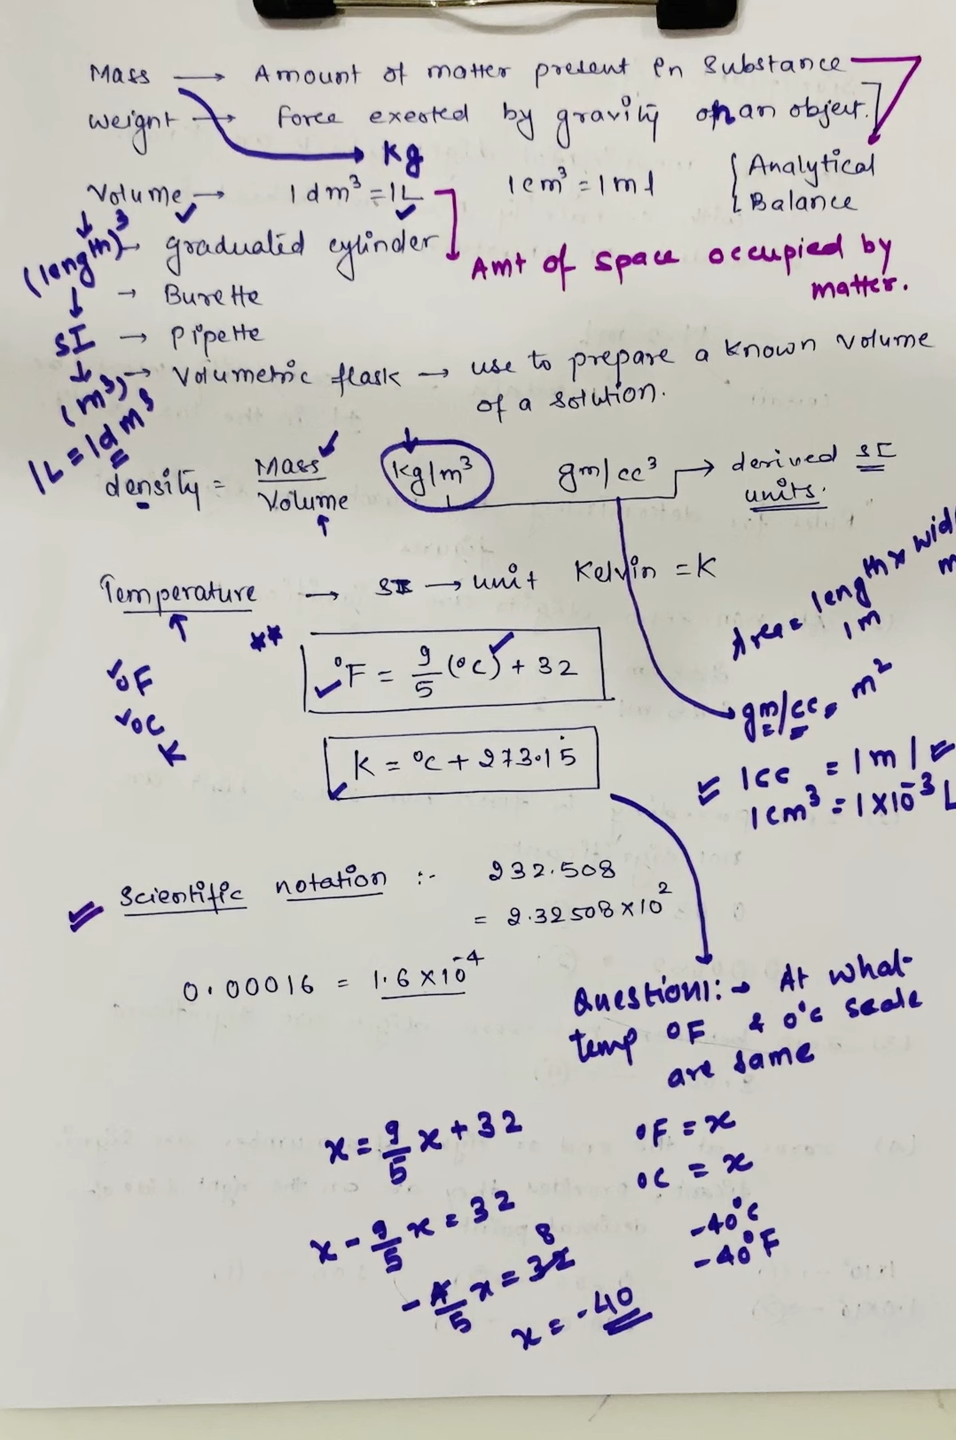 Mass → Amount of matter present in substance
Weight → force exerted by gravity on an object.
Kg
{ Analytical
Balance
Volume → 1 dm³ = 1L 1 cm³ = 1 ml
(length)³ → graduated cylinder
Amt of space occupied by
matter.
→ Burette
SI → Pipette
(m³) → Volumetric flask → use to prepare a known volume
of a solution.
1L = 1dm³
density = Mass / Volume kg/m³ gm/cc³ → derived SI
units.
Temperature → SI → unit Kelvin = K
Area = length x wid
1m m
m²
°F
°C
K
** °F = 9/5 (°C) + 32
gm/cc
K = °C + 273.15
1cc = 1ml
1cm³ = 1×10⁻³ L
Scientific notation :- 232.508
= 2.32508×10²
0.00016 = 1.6×10⁻⁴
Question1:→ At what
temp °F & 0°c scale
are same
x = 9/5 x + 32 °F = x
°C = x
x - 9/5 x = 32 -40°C
-40°F
-4/5 x = 32 8
x = -40